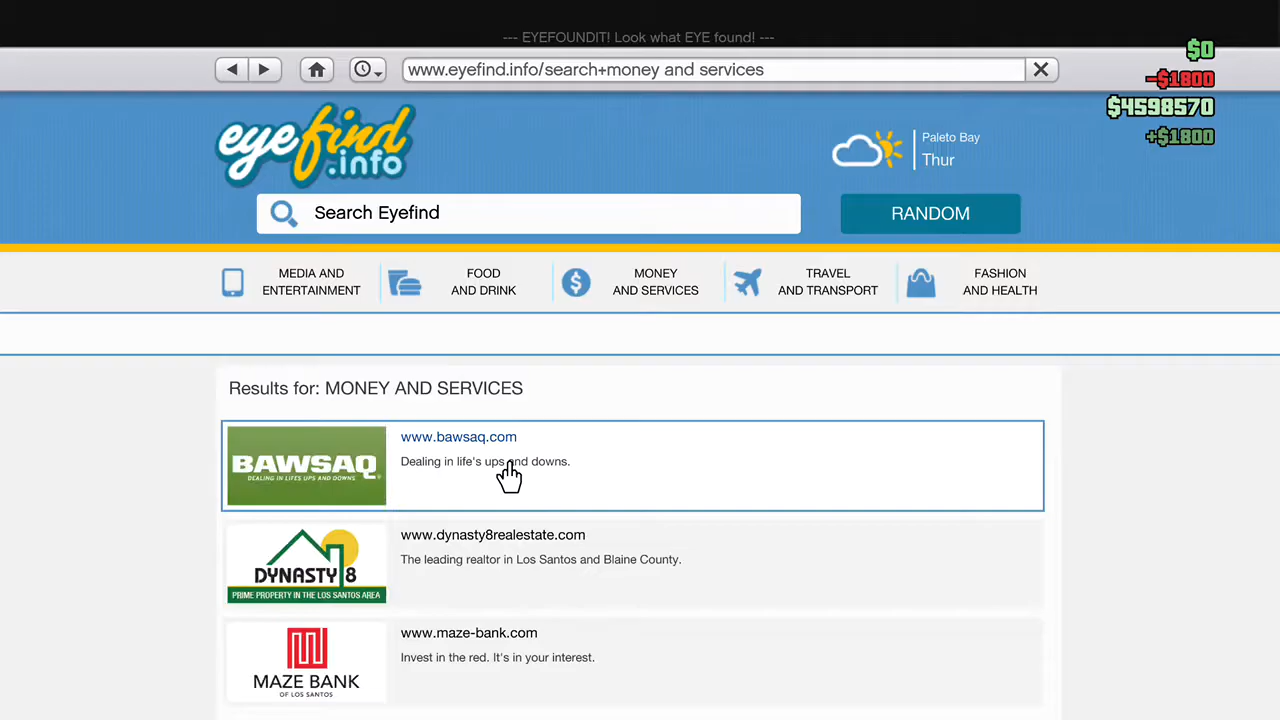 --- EYEFOUNDIT! Look what EYE found! ---
$0
www.eyefind.info/search+money and services
-$1800
$4598570
+$1800
eyefind
.info
Paleto Bay
Thur
Search Eyefind
RANDOM
MEDIA AND
ENTERTAINMENT
FOOD
AND DRINK
MONEY
AND SERVICES
TRAVEL
AND TRANSPORT
FASHION
AND HEALTH
Results for: MONEY AND SERVICES
BAWSAQ
DEALING IN LIFE'S UPS AND DOWNS
www.bawsaq.com
Dealing in life's ups and downs.
DYNASTY8
PRIME PROPERTY IN THE LOS SANTOS AREA
www.dynasty8realestate.com
The leading realtor in Los Santos and Blaine County.
MAZE BANK
OF LOS SANTOS
www.maze-bank.com
Invest in the red. It's in your interest.